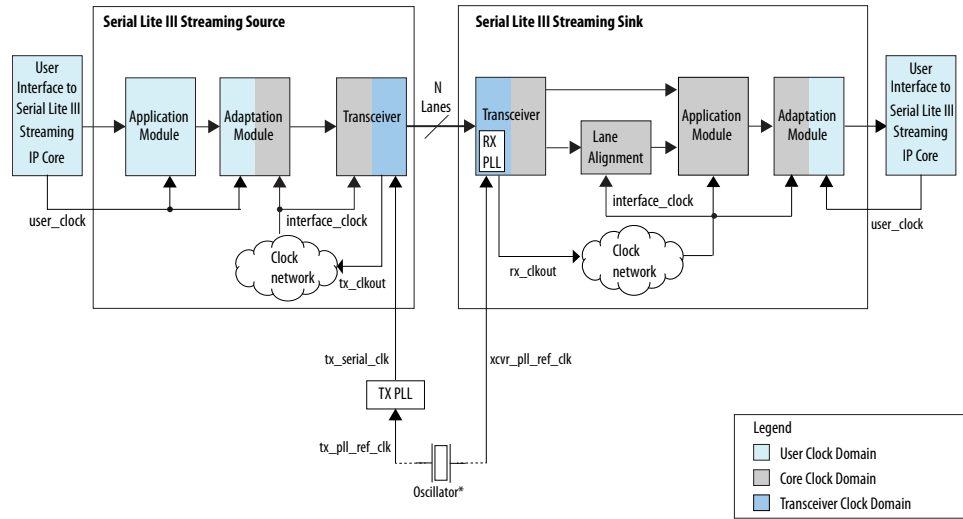 Serial Lite III Streaming Source
Serial Lite III Streaming Sink
User
Interface to
Serial Lite III
Streaming
IP Core
Application
Module
Adaptation
Module
Transceiver
N
Lanes
Transceiver
RX
PLL
Lane
Alignment
Application
Module
Adaptation
Module
User
Interface to
Serial Lite III
Streaming
IP Core
user_clock
interface_clock
Clock
network
tx_clkout
interface_clock
rx_clkout
Clock
network
user_clock
tx_serial_clk
xcvr_pll_ref_clk
TX PLL
tx_pll_ref_clk
Oscillator*
Legend
User Clock Domain
Core Clock Domain
Transceiver Clock Domain